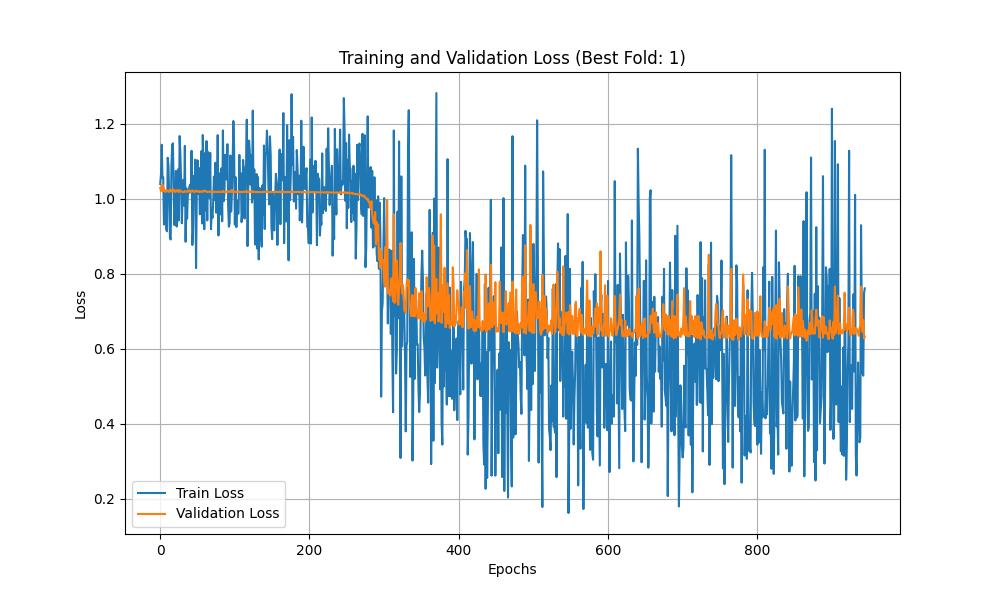 Training and Validation Loss (Best Fold: 1)
1.2
1.0
0.8
0.6
0.4
0.2
Loss
Train Loss
Validation Loss
0 200 400 600 800
Epochs